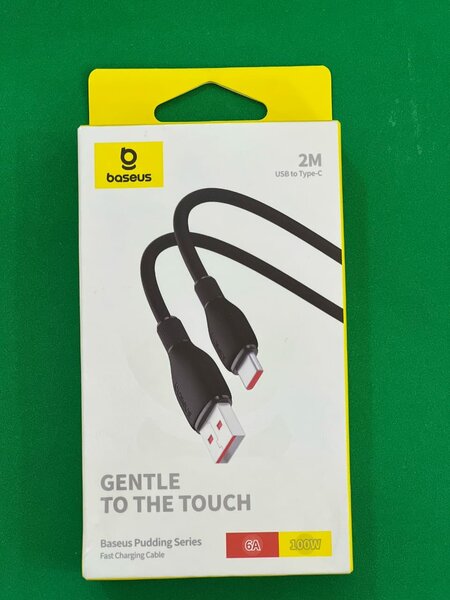 baseus
2M
USB to Type-C
GENTLE
TO THE TOUCH
Baseus Pudding Series
Fast Charging Cable
6A
100W